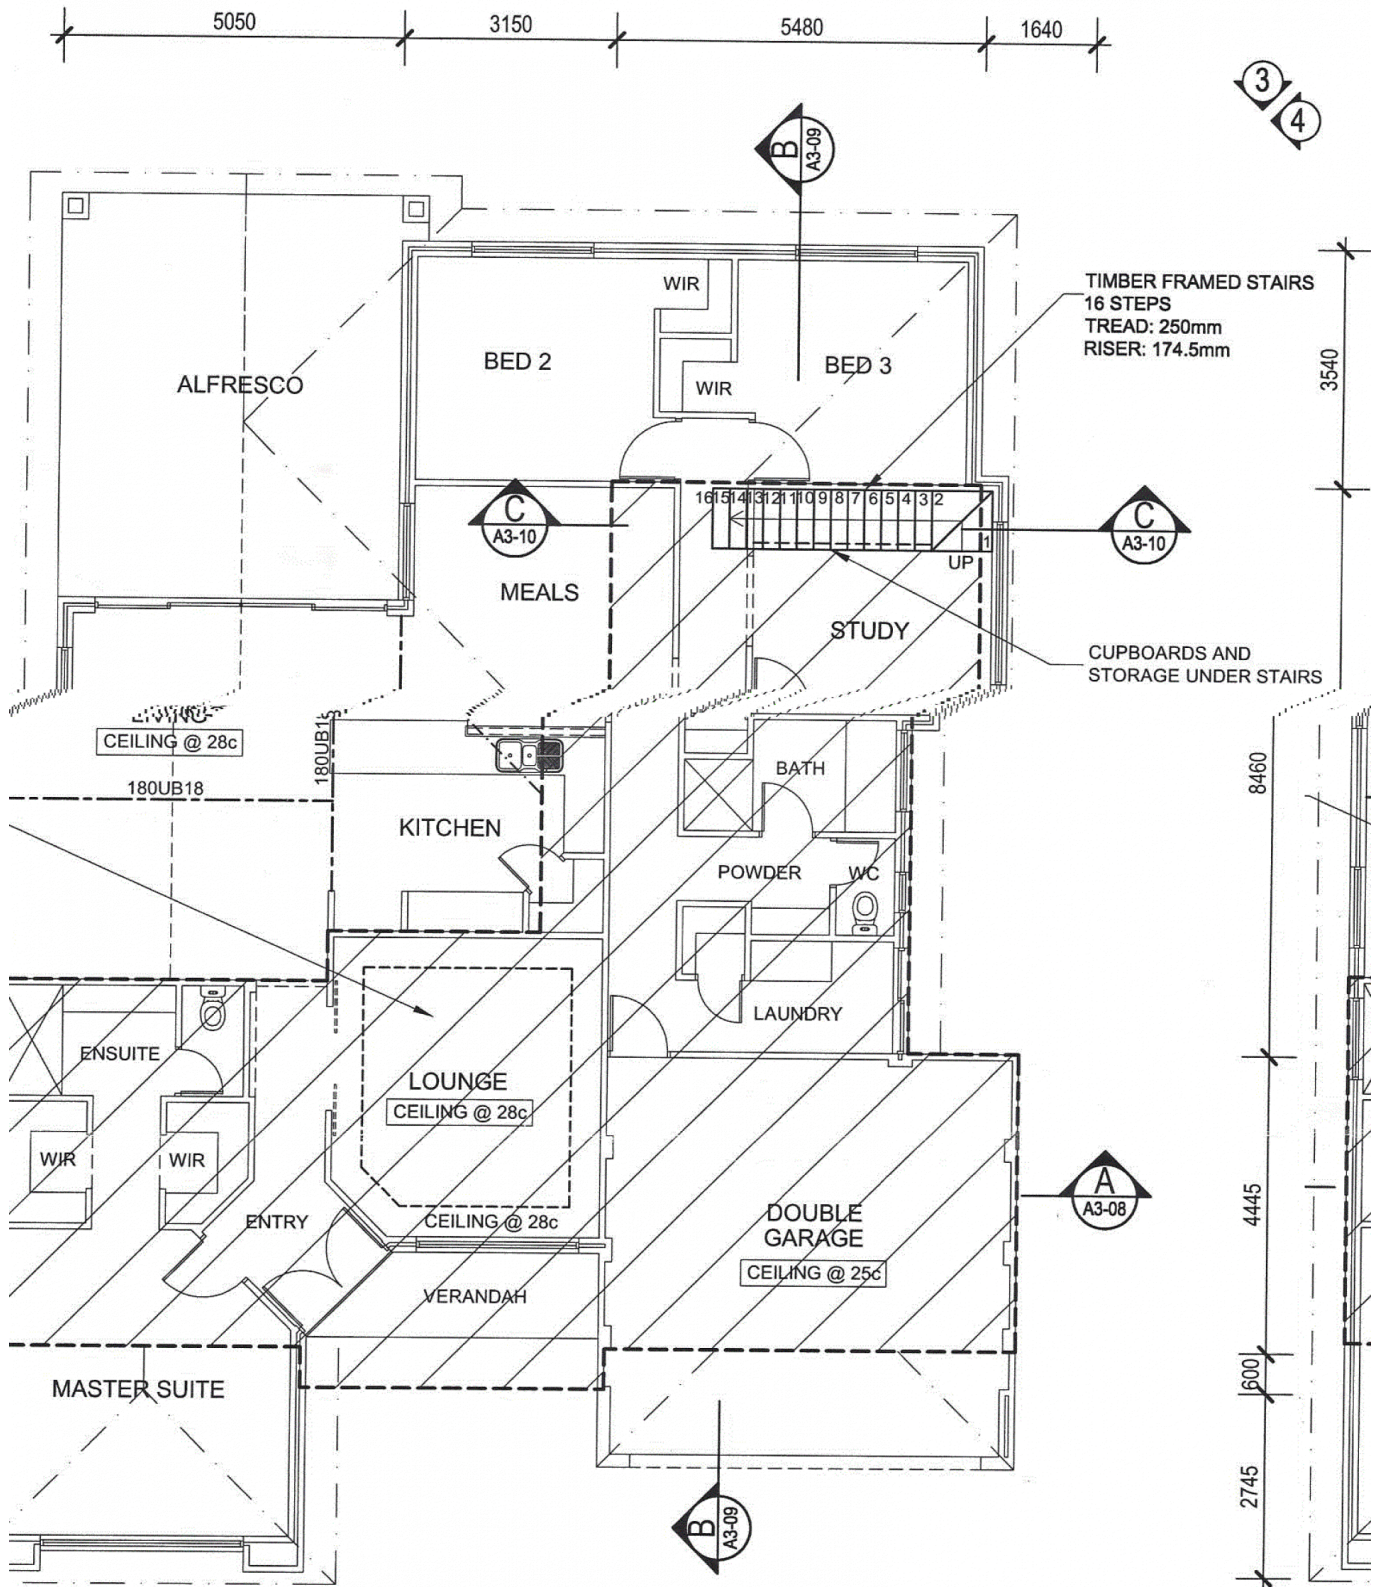 5050
3150
5480
1640
3
4
B
A3-09
WIR
TIMBER FRAMED STAIRS
16 STEPS
TREAD: 250mm
RISER: 174.5mm
BED 2
BED 3
ALFRESCO
WIR
3540
16 15 14 13 12 11 10 9 8 7 6 5 4 3 2
C
A3-10
C
A3-10
1
UP
MEALS
STUDY
CUPBOARDS AND
STORAGE UNDER STAIRS
CEILING @ 28c
180UB18
BATH
8460
180UB18
KITCHEN
POWDER
WC
LAUNDRY
ENSUITE
LOUNGE
CEILING @ 28c
WIR
WIR
A
A3-08
4445
ENTRY
CEILING @ 28c
DOUBLE
GARAGE
CEILING @ 25c
VERANDAH
600
MASTER SUITE
2745
B
A3-09